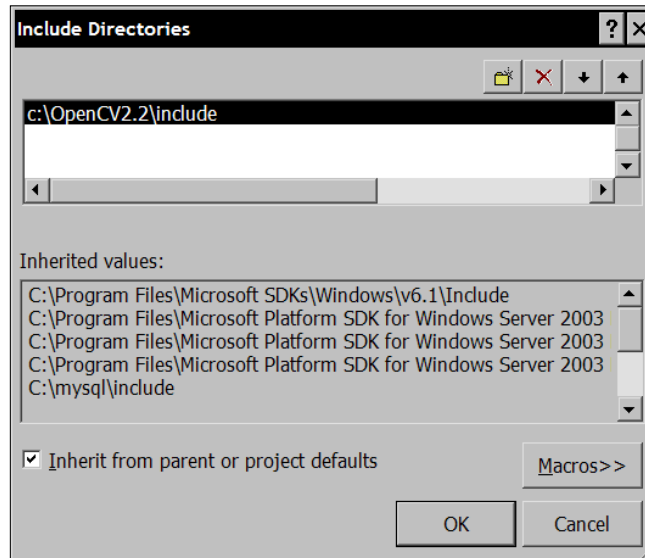 Include Directories
c:\OpenCV2.2\include
Inherited values:
C:\Program Files\Microsoft SDKs\Windows\v6.1\Include
C:\Program Files\Microsoft Platform SDK for Windows Server 2003
C:\Program Files\Microsoft Platform SDK for Windows Server 2003
C:\Program Files\Microsoft Platform SDK for Windows Server 2003
C:\mysql\include
Inherit from parent or project defaults
Macros>>
OK
Cancel